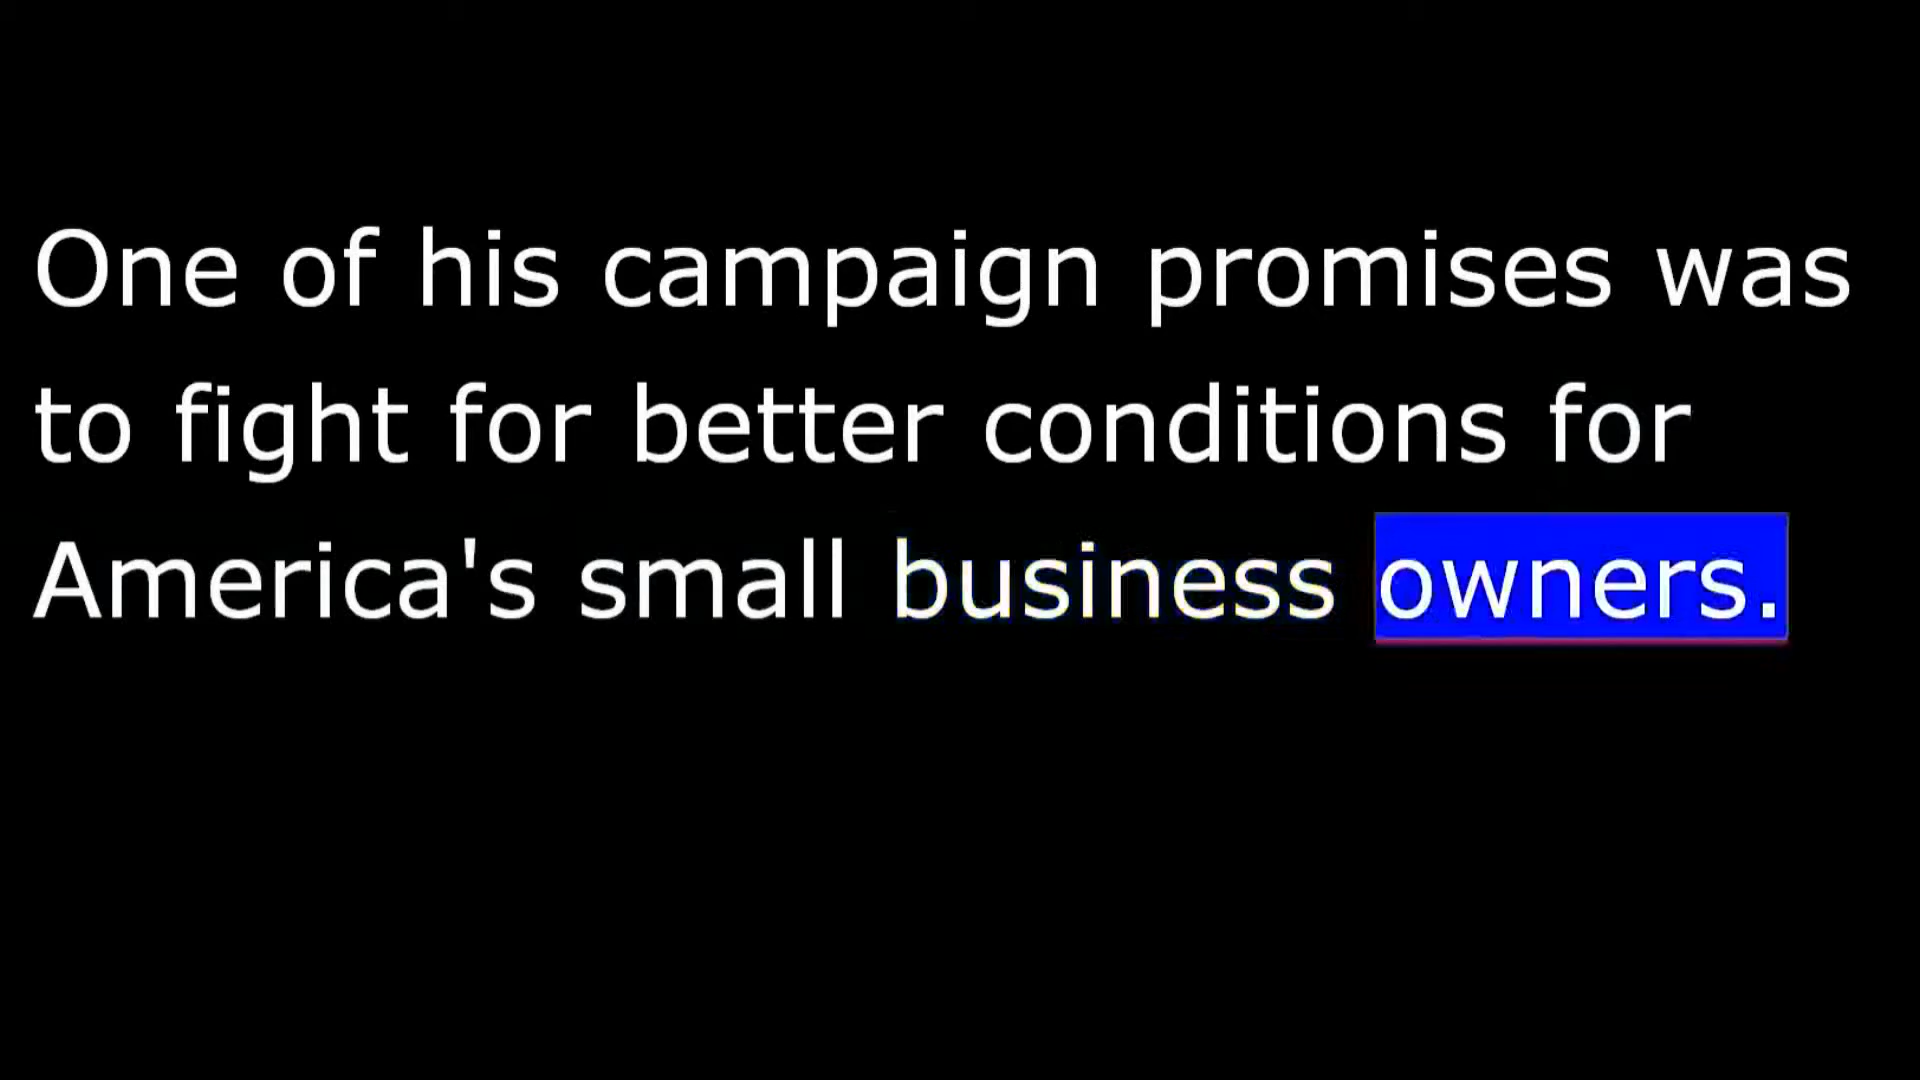 One of his campaign promises was
to fight for better conditions for
America's small business owners.